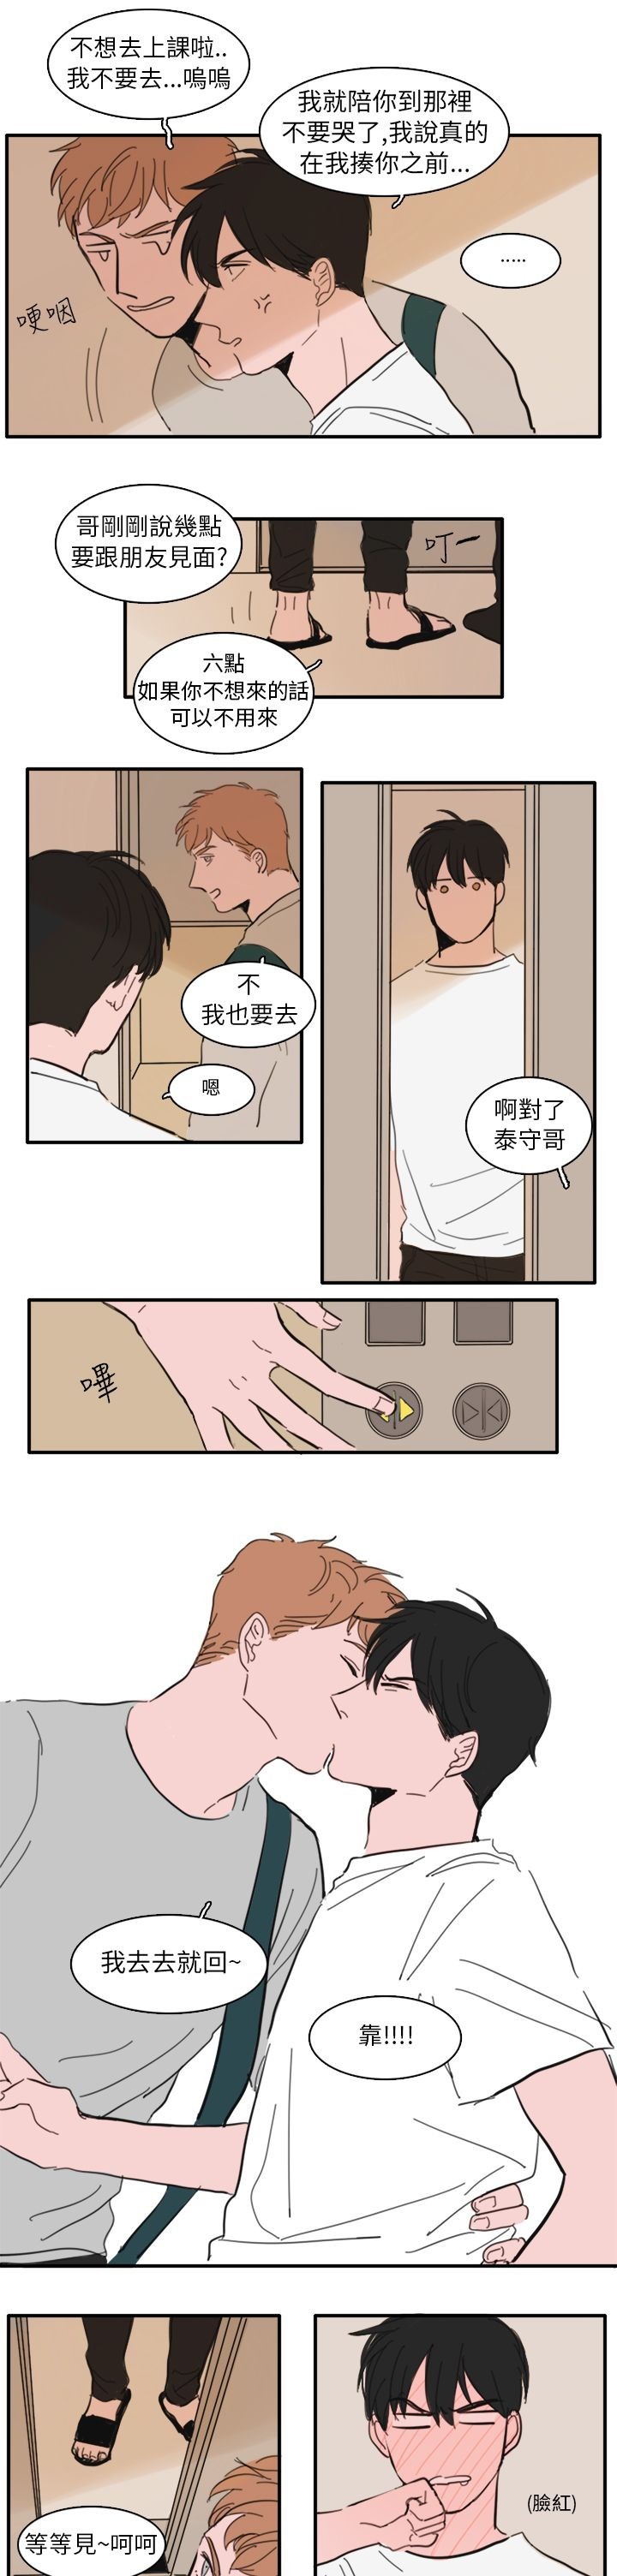 不想去上課啦..
我不要去...嗚嗚
我就陪你到那裡
不要哭了,我說真的
在我揍你之前...
.....
哽咽
哥剛剛說幾點
要跟朋友見面?
叮一
六點
如果你不想來的話
可以不用來
不
我也要去
嗯
啊對了
泰守哥
嗶
我去去就回~
靠!!!!
等等見~呵呵
(臉紅)